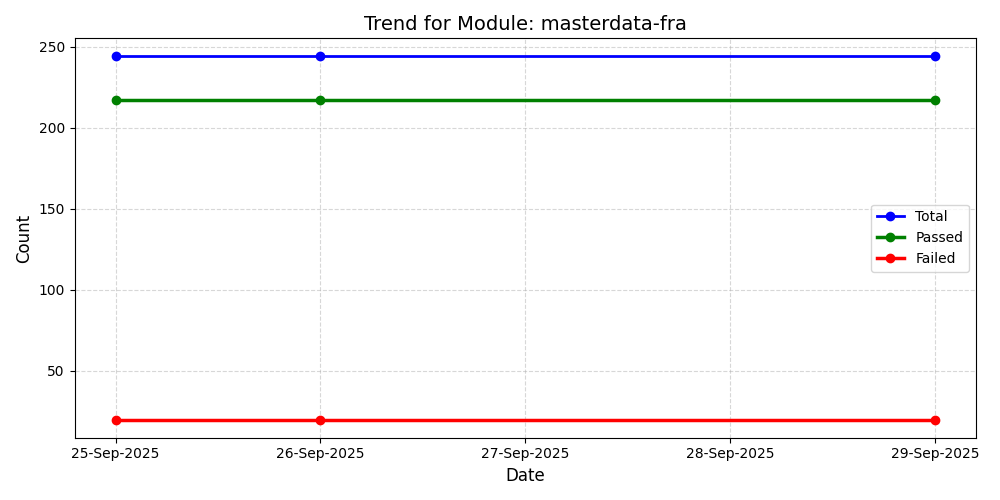 Trend for Module: masterdata-fra
250
200
150
100
50
Count
Total
Passed
Failed
25-Sep-2025 26-Sep-2025 27-Sep-2025 28-Sep-2025 29-Sep-2025
Date